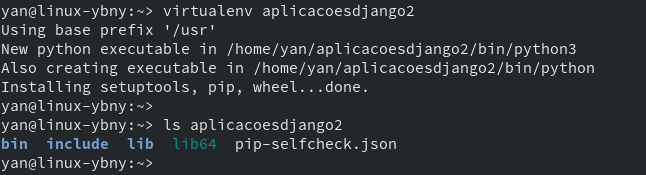 yan@linux-ybny:~> virtualenv aplicacoesdjango2
Using base prefix '/usr'
New python executable in /home/yan/aplicacoesdjango2/bin/python3
Also creating executable in /home/yan/aplicacoesdjango2/bin/python
Installing setuptools, pip, wheel...done.
yan@linux-ybny:~>
yan@linux-ybny:~> ls aplicacoesdjango2
bin  include  lib  lib64  pip-selfcheck.json
yan@linux-ybny:~>